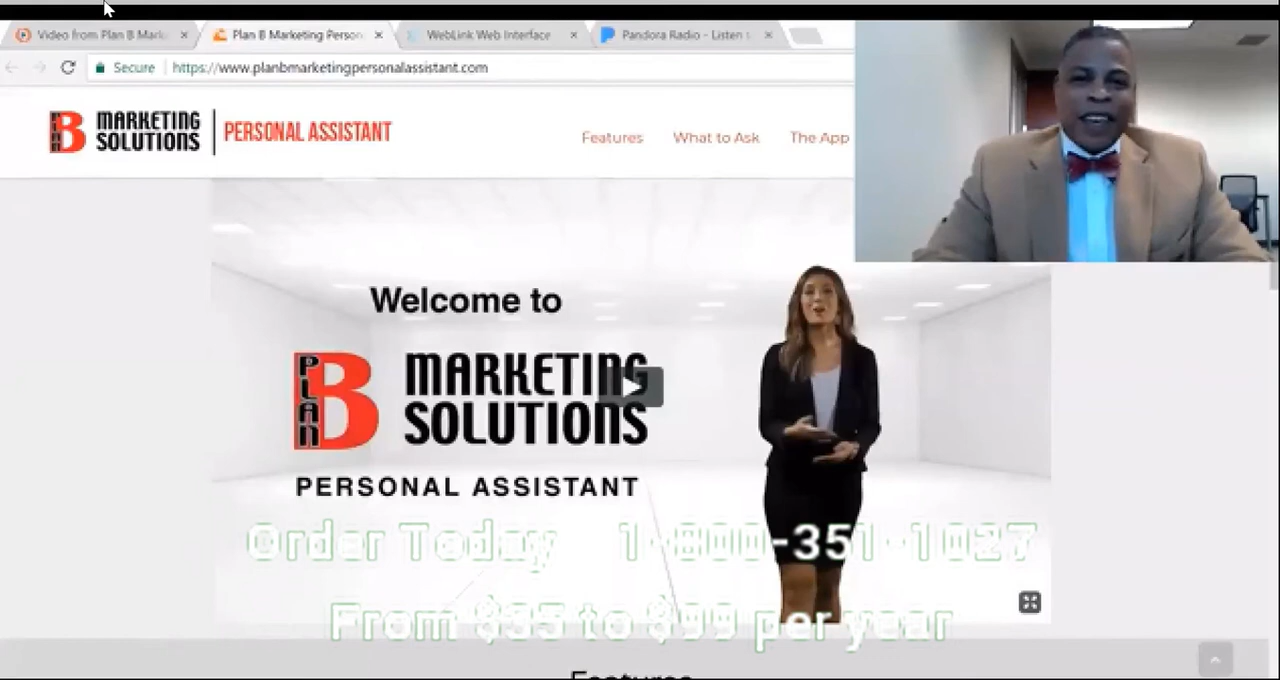 Video from Plan B Mark
Plan B Marketing Person
WebLink Web Interface
Pandora Radio - Listen t
Secure
https://www.planbmarketingpersonalassistant.com
PLAN B MARKETING SOLUTIONS
PERSONAL ASSISTANT
Features
What to Ask
The App
Welcome to
PLAN B MARKETING SOLUTIONS
PERSONAL ASSISTANT
Order Today 1-800-351-1027
From $35 to $99 per year
Features